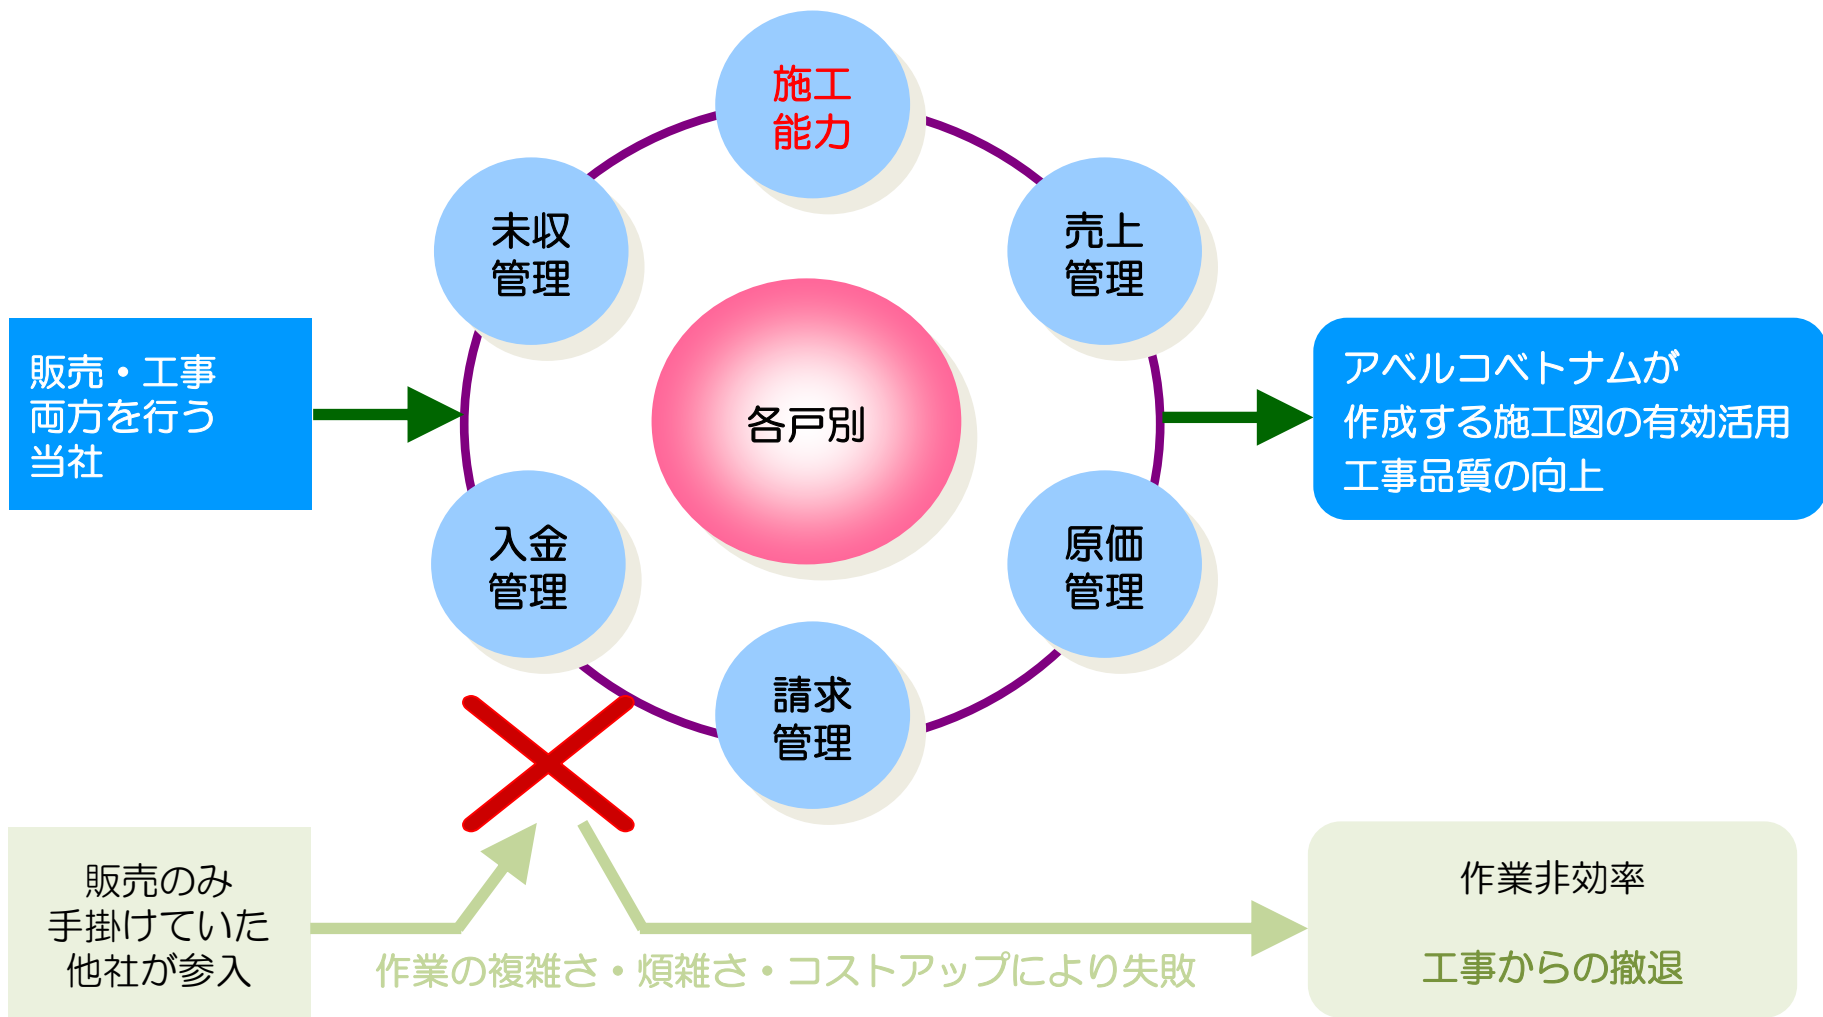 施工
能力
未収
管理
売上
管理
販売・工事
両方を行う
当社
各戸別
アベルコベトナムが
作成する施工図の有効活用
工事品質の向上
入金
管理
原価
管理
請求
管理
販売のみ
手掛けていた
他社が参入
作業の複雑さ・煩雑さ・コストアップにより失敗
作業非効率
工事からの撤退